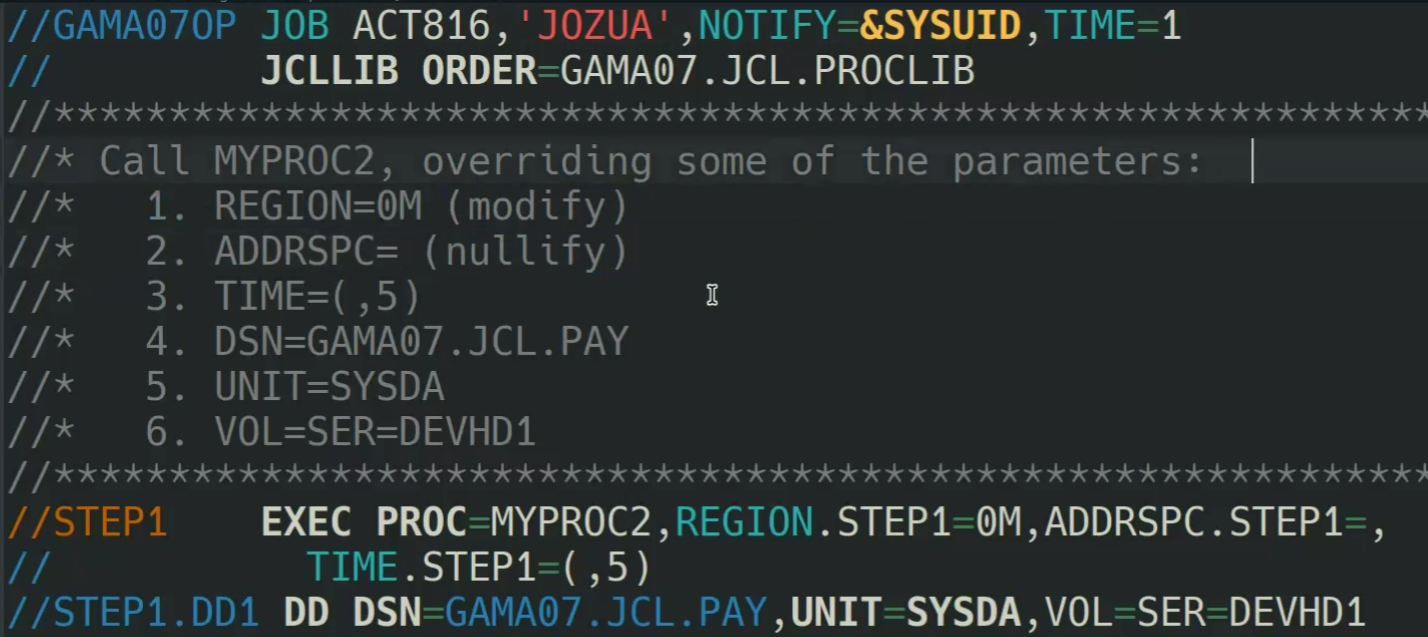 //GAMA07OP JOB ACT816,'JOZUA',NOTIFY=&SYSUID,TIME=1
//         JCLLIB ORDER=GAMA07.JCL.PROCLIB
//************************************************************
//* Call MYPROC2, overriding some of the parameters:
//*   1. REGION=0M (modify)
//*   2. ADDRSPC= (nullify)
//*   3. TIME=(,5)
//*   4. DSN=GAMA07.JCL.PAY
//*   5. UNIT=SYSDA
//*   6. VOL=SER=DEVHD1
//************************************************************
//STEP1    EXEC PROC=MYPROC2,REGION.STEP1=0M,ADDRSPC.STEP1=,
//           TIME.STEP1=(,5)
//STEP1.DD1 DD DSN=GAMA07.JCL.PAY,UNIT=SYSDA,VOL=SER=DEVHD1